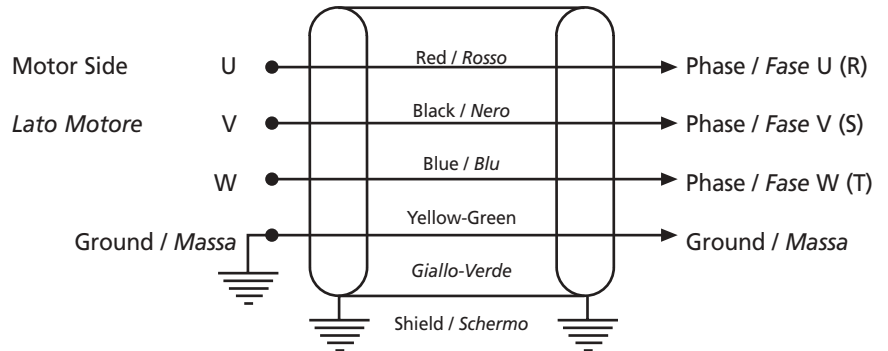 Motor Side U Red / Rosso Phase / Fase U (R)
Lato Motore V Black / Nero Phase / Fase V (S)
W Blue / Blu Phase / Fase W (T)
Ground / Massa Yellow-Green Ground / Massa
Giallo-Verde
Shield / Schermo